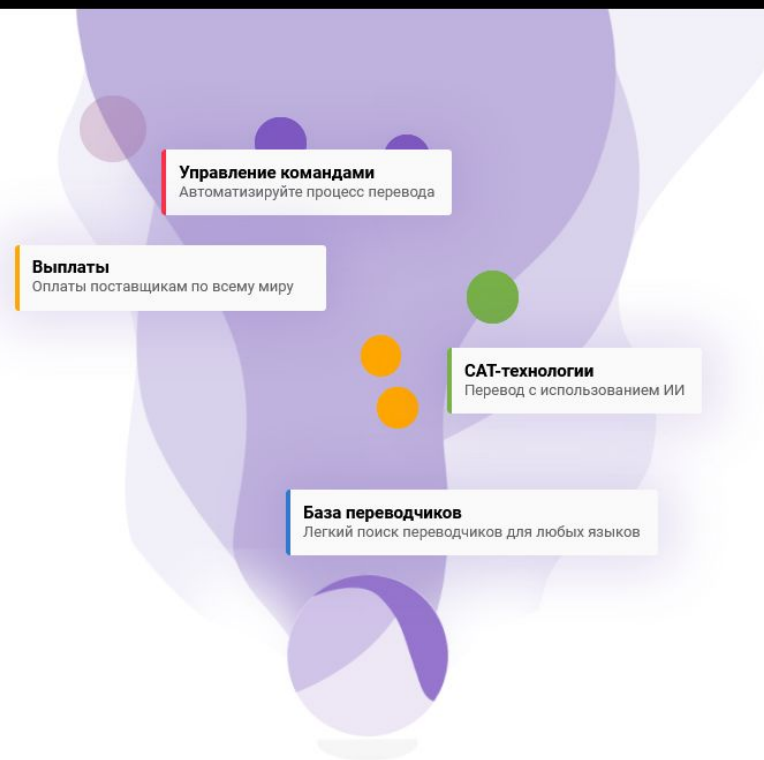 Управление командами
Автоматизируйте процесс перевода
Выплаты
Оплаты поставщикам по всему миру
CAT-технологии
Перевод с использованием ИИ
База переводчиков
Легкий поиск переводчиков для любых языков